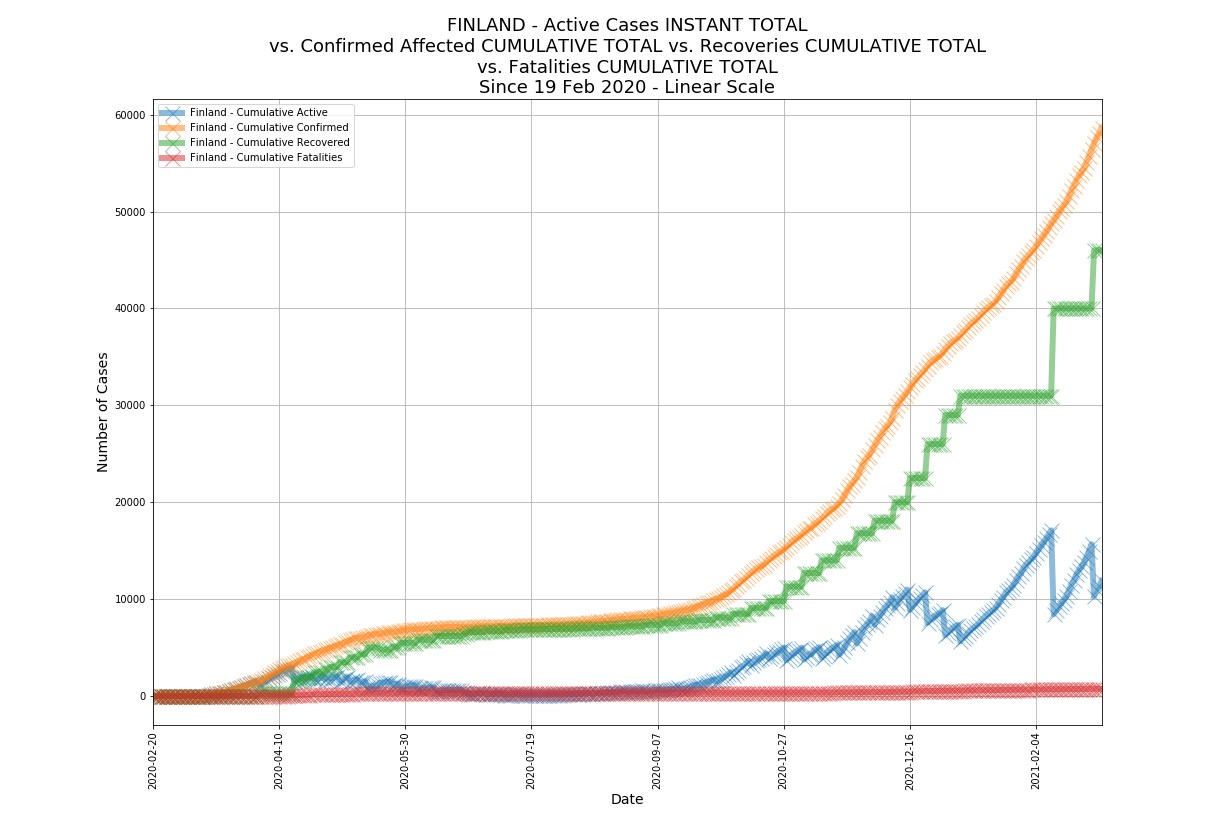 FINLAND - Active Cases INSTANT TOTAL
vs. Confirmed Affected CUMULATIVE TOTAL vs. Recoveries CUMULATIVE TOTAL
vs. Fatalities CUMULATIVE TOTAL
Since 19 Feb 2020 - Linear Scale
Finland - Cumulative Active
Finland - Cumulative Confirmed
Finland - Cumulative Recovered
Finland - Cumulative Fatalities
Number of Cases
60000
50000
40000
30000
20000
10000
0
2020-02-20
2020-04-10
2020-05-30
2020-07-19
2020-09-07
2020-10-27
2020-12-16
2021-02-04
Date